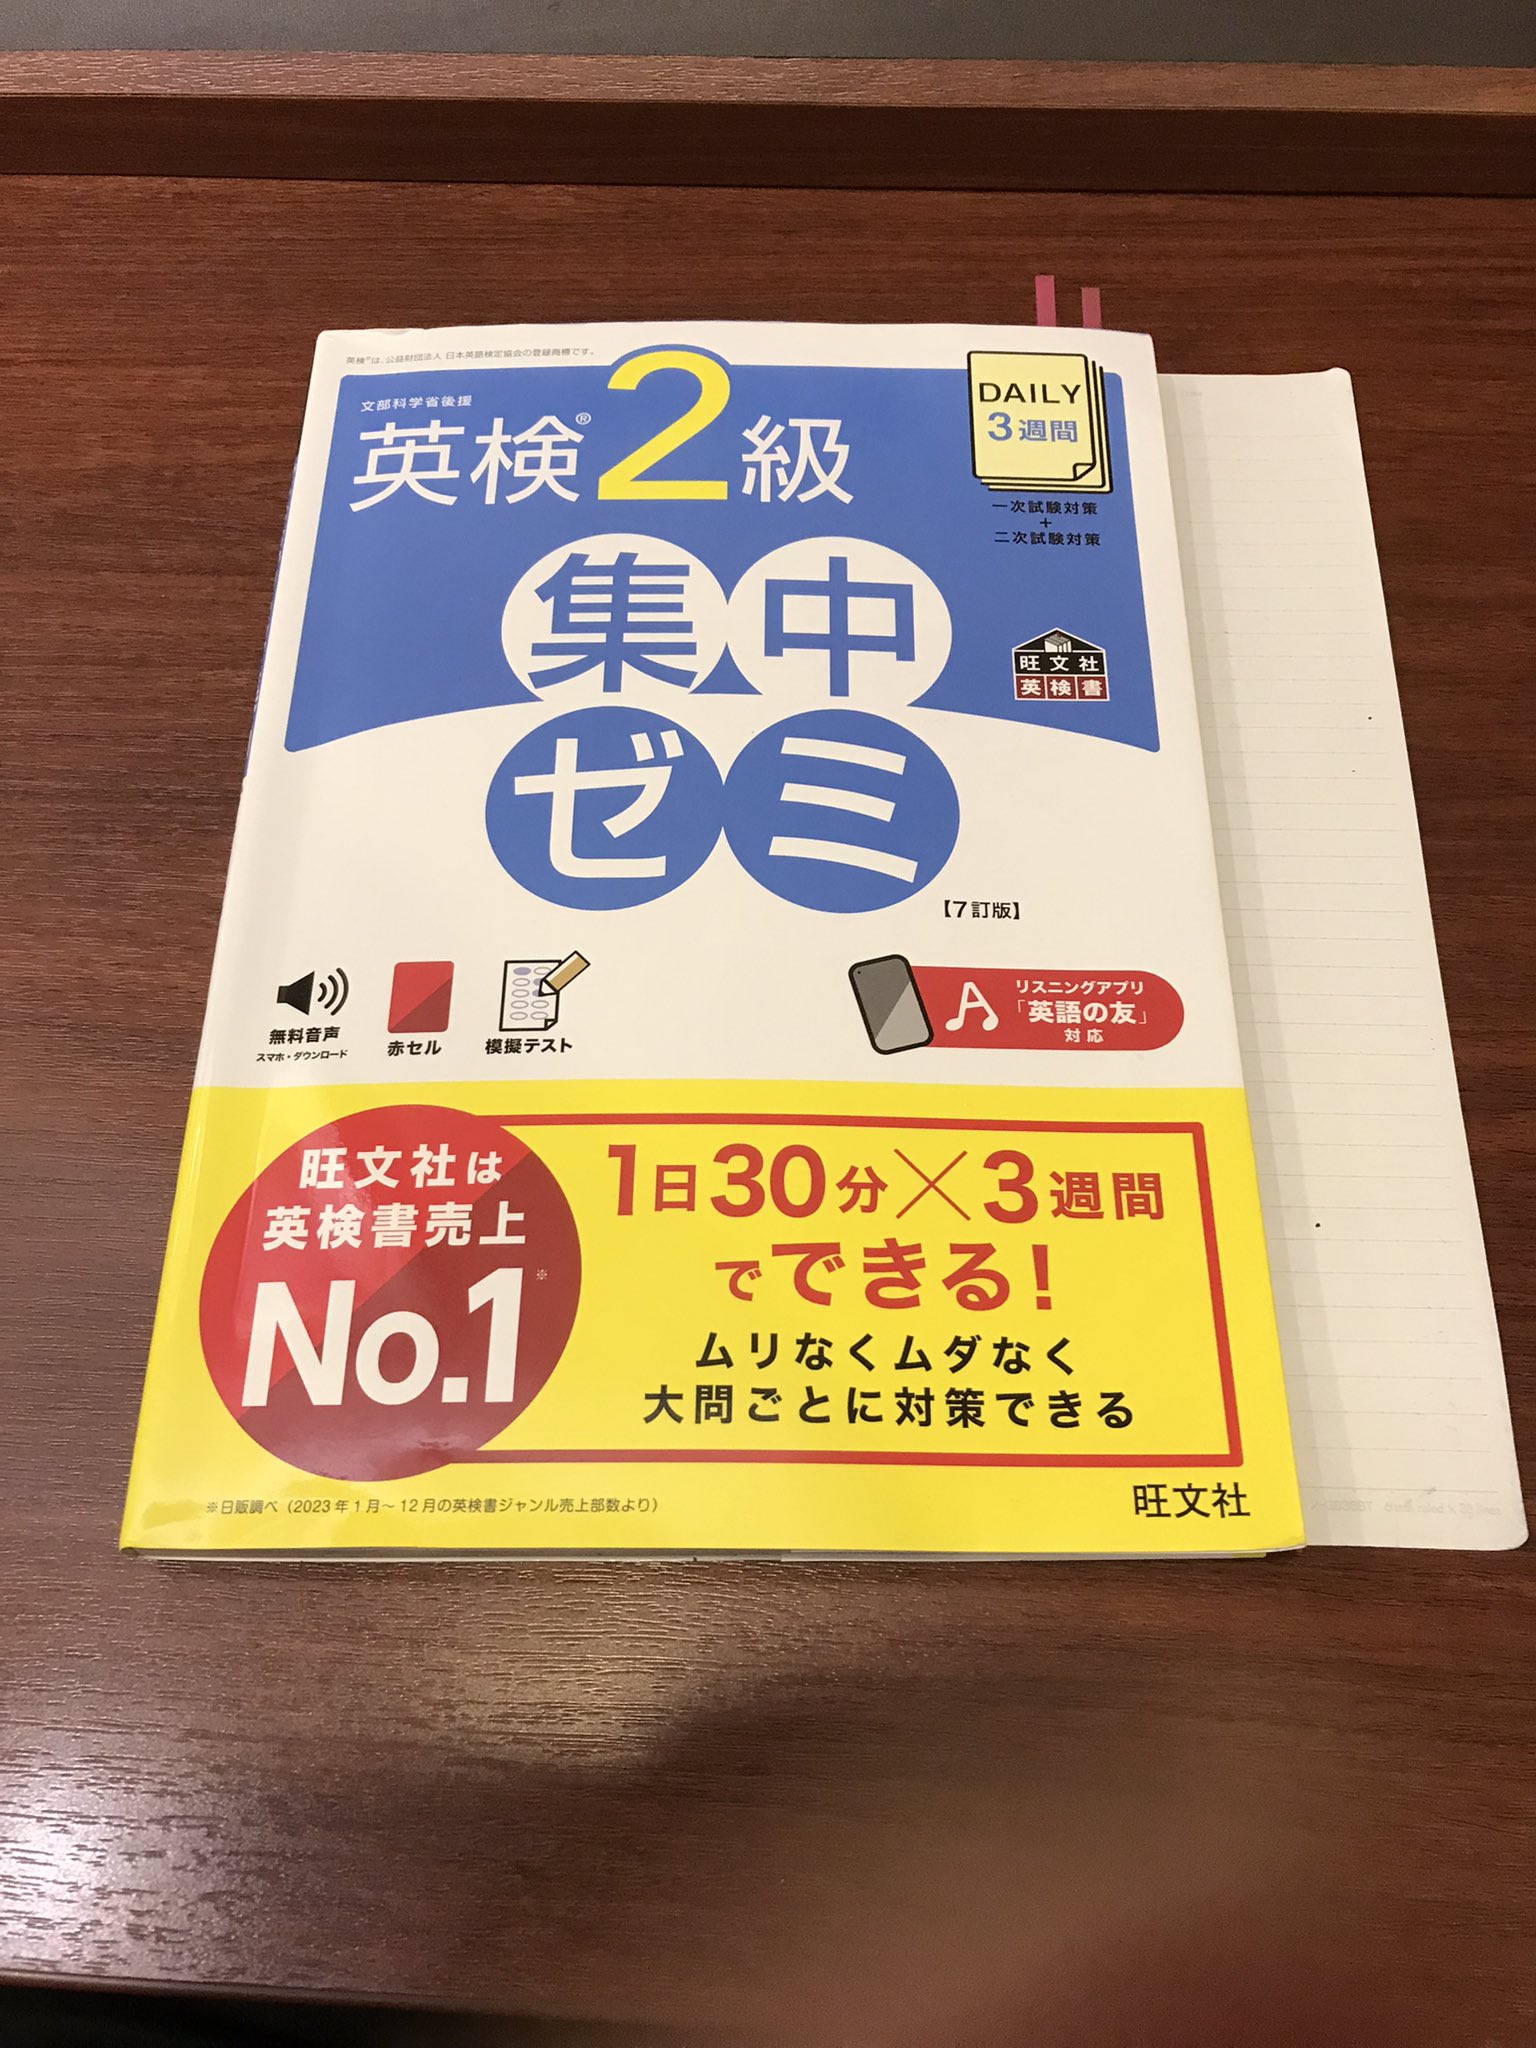 英検®は、公益財団法人 日本英語検定協会の登録商標です。
文部科学省後援
英検®2級
DAILY
3週間
一次試験対策
+
二次試験対策
集中
ゼミ
旺文社
英検書
【7訂版】
無料音声
スマホ・ダウンロード
赤セル
模擬テスト
リスニングアプリ
「英語の友」
対応
旺文社は
英検書売上
No.1※
1日30分×3週間
でできる!
ムリなくムダなく
大問ごとに対策できる
※日販調べ(2023年1月~12月の英検書ジャンル売上部数より)
旺文社